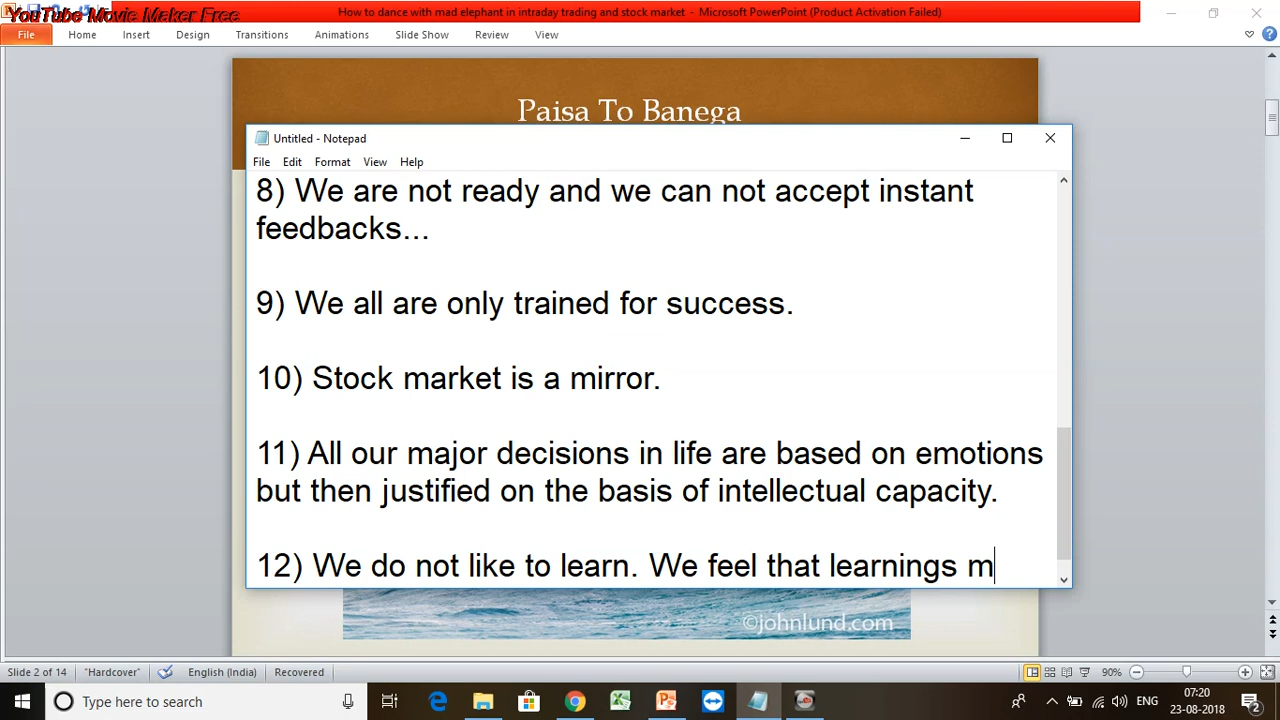 YouTube Movie Maker Free
How to dance with mad elephant in intraday trading and stock market - Microsoft PowerPoint (Product Activation Failed)
File Home Insert Design Transitions Animations Slide Show Review View
Paisa To Banega
Untitled - Notepad
File Edit Format View Help
8) We are not ready and we can not accept instant
feedbacks...
9) We all are only trained for success.
10) Stock market is a mirror.
11) All our major decisions in life are based on emotions
but then justified on the basis of intellectual capacity.
12) We do not like to learn. We feel that learnings m
©johnlund.com
Slide 2 of 14 "Hardcover" English (India) Recovered 90%
Type here to search
ENG
07:20
23-08-2018
2